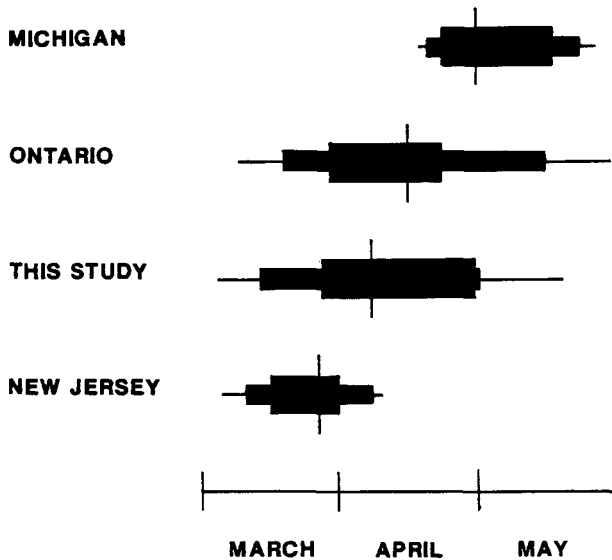 MICHIGAN
ONTARIO
THIS STUDY
NEW JERSEY
MARCH APRIL MAY